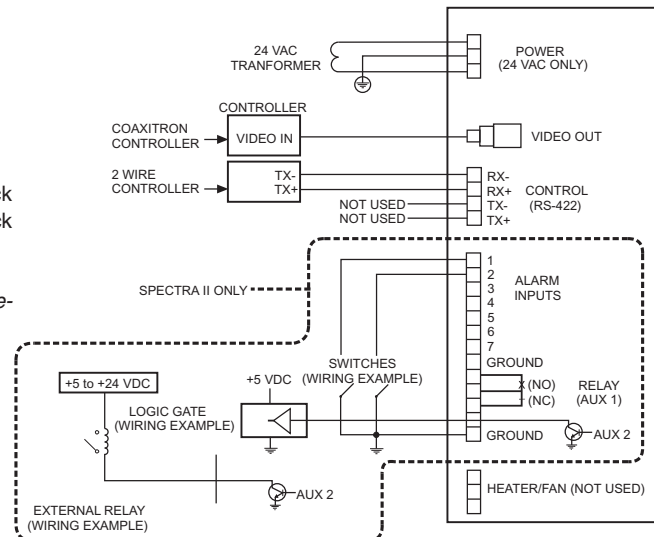 24 VAC
TRANFORMER
POWER
(24 VAC ONLY)
CONTROLLER
COAXITRON
CONTROLLER
VIDEO IN
VIDEO OUT
2 WIRE
CONTROLLER
TX-
TX+
RX-
RX+
TX-
TX+
CONTROL
(RS-422)
NOT USED
NOT USED
ck
ck
e-
SPECTRA II ONLY
1
2
3
4
5
6
7
GROUND
ALARM
INPUTS
SWITCHES
(WIRING EXAMPLE)
(NO)
(NC)
RELAY
(AUX 1)
+5 to +24 VDC
+5 VDC
LOGIC GATE
(WIRING EXAMPLE)
GROUND
AUX 2
AUX 2
EXTERNAL RELAY
(WIRING EXAMPLE)
HEATER/FAN (NOT USED)